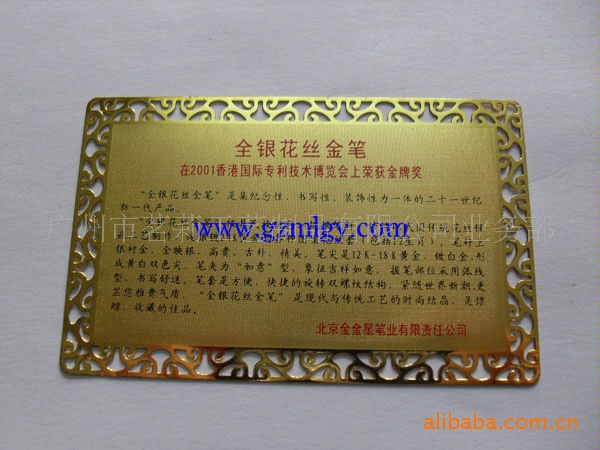 全银花丝金笔
在2001香港国际专利技术博览会上荣获金牌奖
“全银花丝金笔”是集纪念性、书写性、装饰性为一体的二十一世纪
新一代产品。
www.gzmlgy.com
银衬金、金映银，高贵、古朴、精美。笔尖是12K-18K黄金，镀白金，形
成黄白双色尖，笔夹为“如意”型，象征吉祥如意。握笔部位采用弧线
型，书写舒适。笔套是方便、快捷的旋转双螺纹结构，紧随世界新潮，更
显您雅贵气质。“全银花丝金笔”是现代与传统工艺的时尚结晶，是馈
赠、收藏的佳品。
北京金金星笔业有限责任公司
alibaba.com.cn